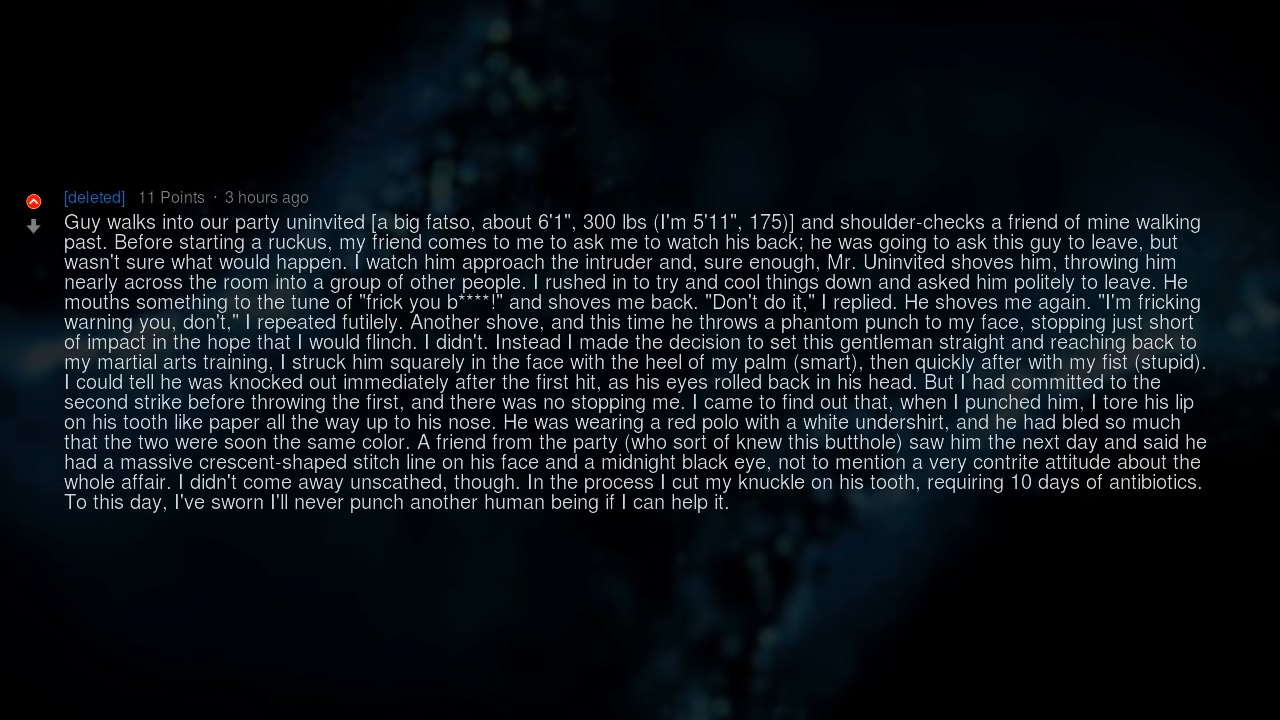 [deleted] 11 Points · 3 hours ago
Guy walks into our party uninvited [a big fatso, about 6'1", 300 lbs (I'm 5'11", 175)] and shoulder-checks a friend of mine walking
past. Before starting a ruckus, my friend comes to me to ask me to watch his back; he was going to ask this guy to leave, but
wasn't sure what would happen. I watch him approach the intruder and, sure enough, Mr. Uninvited shoves him, throwing him
nearly across the room into a group of other people. I rushed in to try and cool things down and asked him politely to leave. He
mouths something to the tune of "frick you b****!" and shoves me back. "Don't do it," I replied. He shoves me again. "I'm fricking
warning you, don't," I repeated futilely. Another shove, and this time he throws a phantom punch to my face, stopping just short
of impact in the hope that I would flinch. I didn't. Instead I made the decision to set this gentleman straight and reaching back to
my martial arts training, I struck him squarely in the face with the heel of my palm (smart), then quickly after with my fist (stupid).
I could tell he was knocked out immediately after the first hit, as his eyes rolled back in his head. But I had committed to the
second strike before throwing the first, and there was no stopping me. I came to find out that, when I punched him, I tore his lip
on his tooth like paper all the way up to his nose. He was wearing a red polo with a white undershirt, and he had bled so much
that the two were soon the same color. A friend from the party (who sort of knew this butthole) saw him the next day and said he
had a massive crescent-shaped stitch line on his face and a midnight black eye, not to mention a very contrite attitude about the
whole affair. I didn't come away unscathed, though. In the process I cut my knuckle on his tooth, requiring 10 days of antibiotics.
To this day, I've sworn I'll never punch another human being if I can help it.